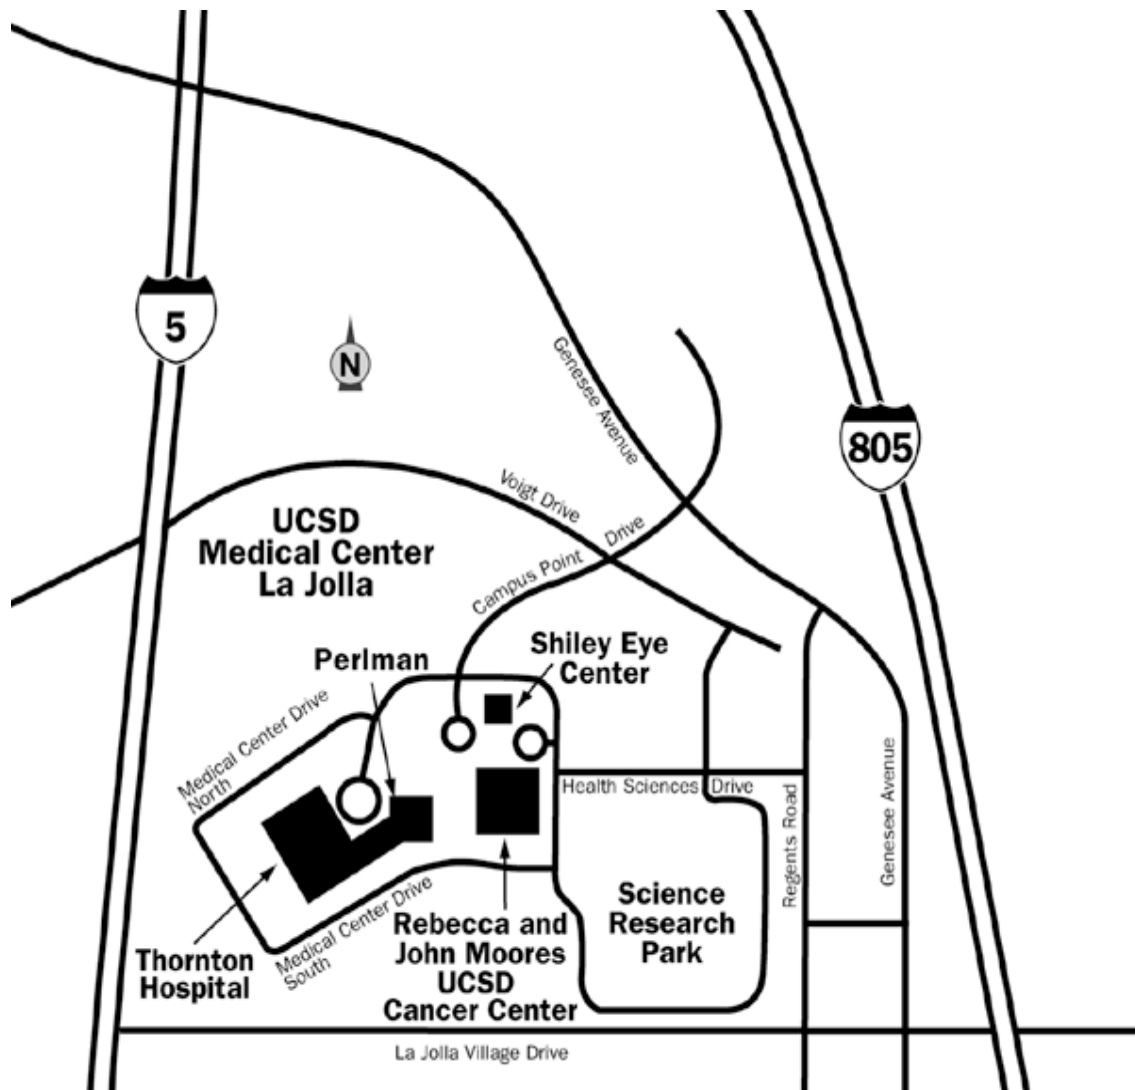 5
N
Genesee Avenue
805
Voigt Drive
UCSD
Medical Center
La Jolla
Campus Point Drive
Shiley Eye
Center
Perlman
Medical Center Drive
North
Health Sciences Drive
Regents Road
Genesee Avenue
Science
Research
Park
Medical Center Drive
South
Rebecca and
John Moores
UCSD
Cancer Center
Thornton
Hospital
La Jolla Village Drive